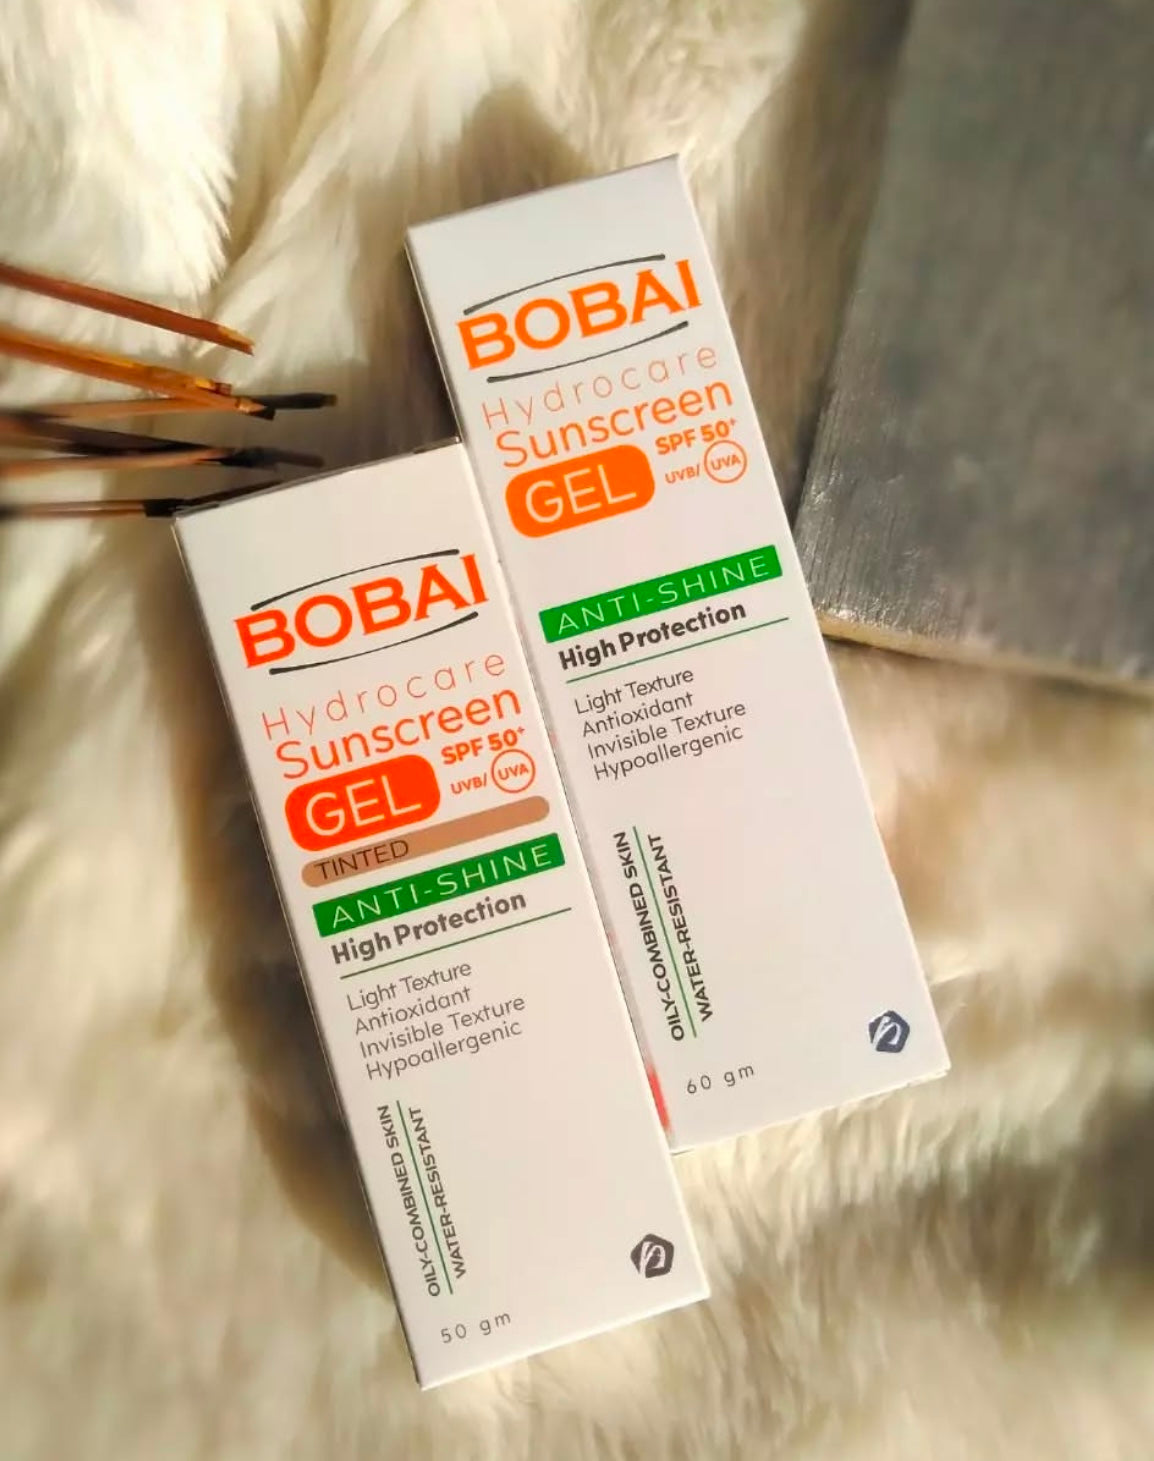 BOBAI
Hydrocare
Sunscreen
GEL
SPF 50+
UVB/ UVA
ANTI-SHINE
High Protection
Light Texture
Antioxidant
Invisible Texture
Hypoallergenic
OILY-COMBINED SKIN
WATER-RESISTANT
60 gm
BOBAI
Hydrocare
Sunscreen
GEL
SPF 50+
UVB/ UVA
TINTED
ANTI-SHINE
High Protection
Light Texture
Antioxidant
Invisible Texture
Hypoallergenic
OILY-COMBINED SKIN
WATER-RESISTANT
50 gm